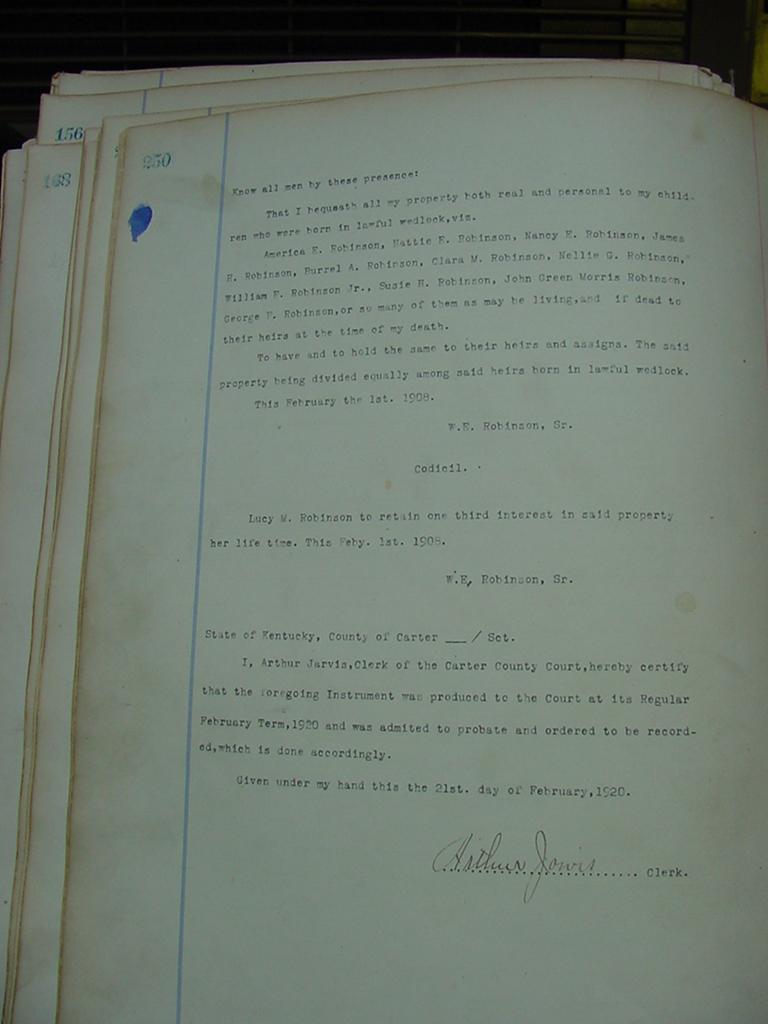 156
168
250
Know all men by these presence:
That I bequeath all my property both real and personal to my child-
ren who were born in lawful wedlock,viz.
America E. Robinson, Hattie F. Robinson, Nancy E. Robinson, James
H. Robinson, Burrel A. Robinson, Clara M. Robinson, Nellie G. Robinson,
William F. Robinson Jr., Susie H. Robinson, John Green Morris Robinson,
George F. Robinson,or so many of them as may be living,and if dead to
their heirs at the time of my death.
To have and to hold the same to their heirs and assigns. The said
property being divided equally among said heirs born in lawful wedlock.
This February the 1st. 1908.
W.E. Robinson, Sr.
Codicil.
Lucy M. Robinson to retain one third interest in said property
her life time. This Feby. 1st. 1908.
W.E. Robinson, Sr.
State of Kentucky, County of Carter __/ Sct.
I, Arthur Jarvis,Clerk of the Carter County Court,hereby certify
that the foregoing Instrument was produced to the Court at its Regular
February Term,1920 and was admited to probate and ordered to be record-
ed,which is done accordingly.
Given under my hand this the 21st. day of February,1920.
Arthur Jarvis Clerk.